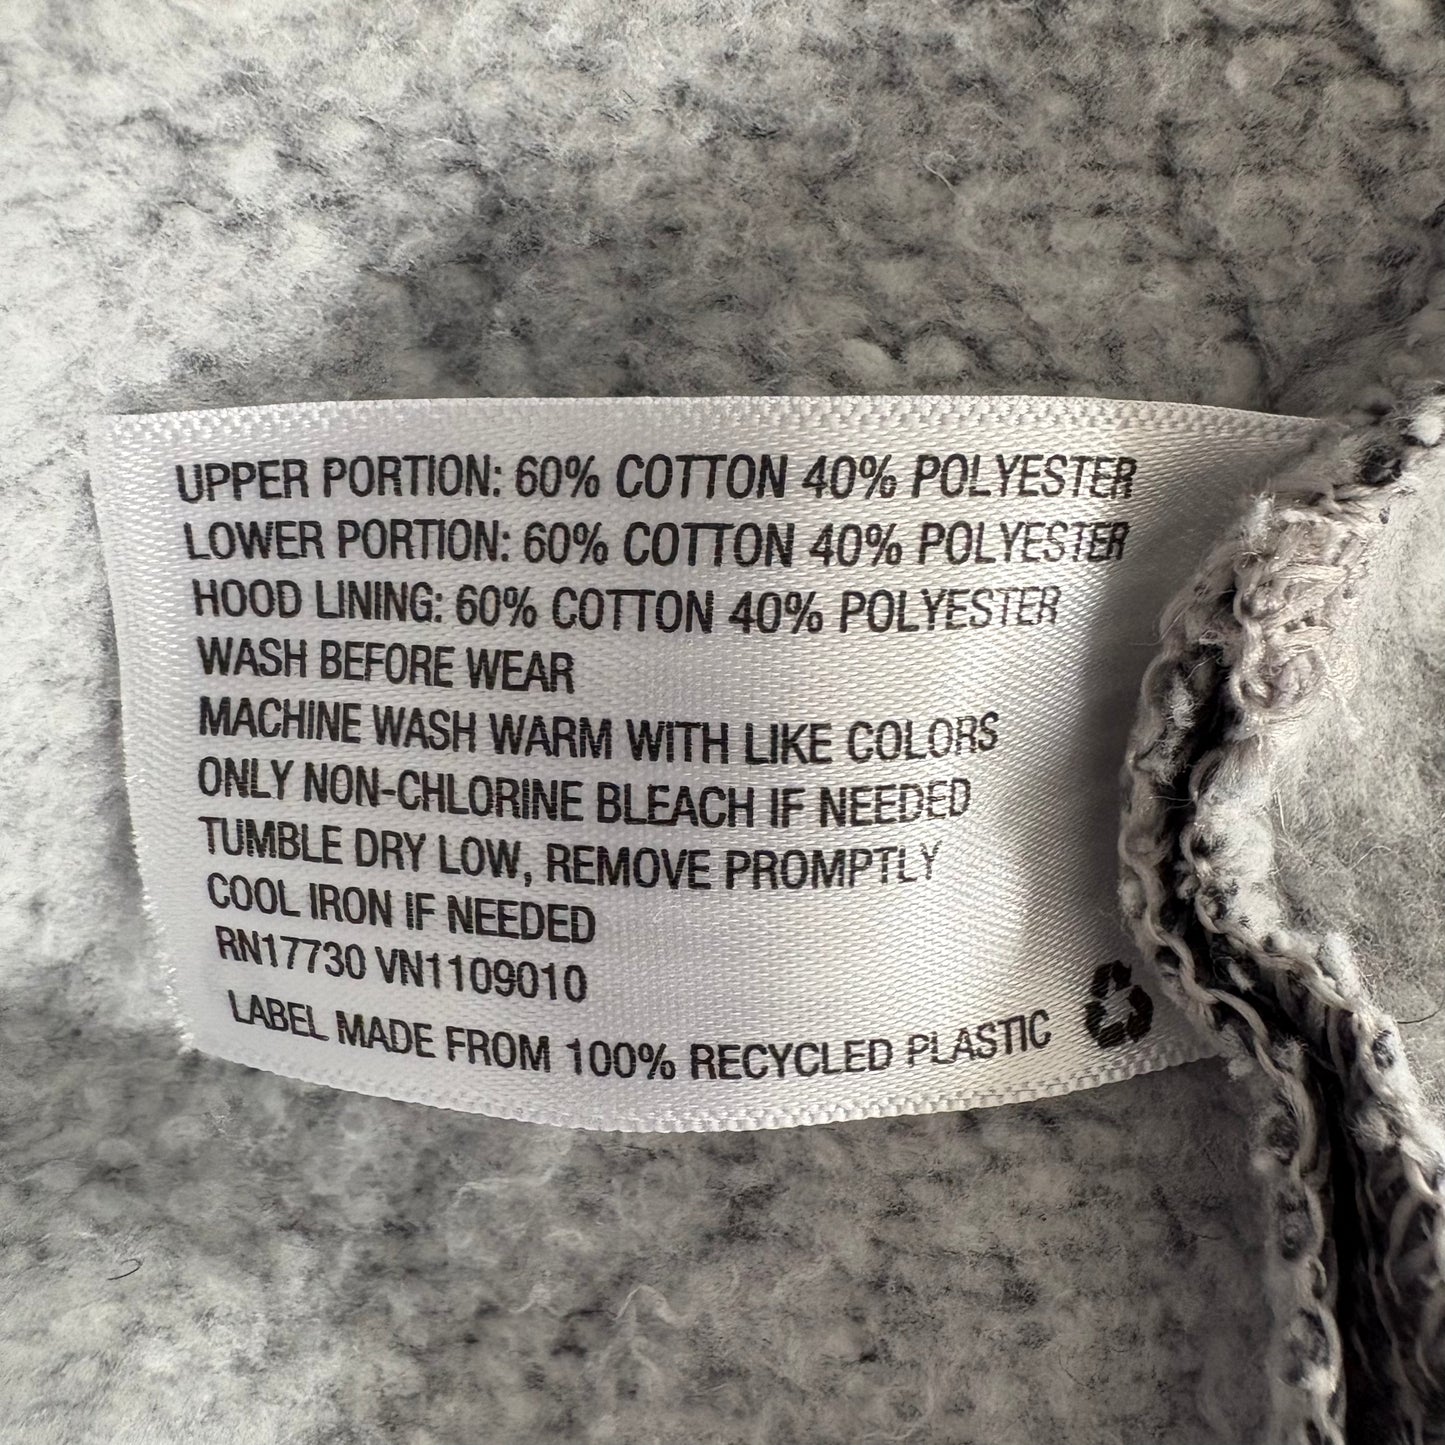 UPPER PORTION: 60% COTTON 40% POLYESTER
LOWER PORTION: 60% COTTON 40% POLYESTER
HOOD LINING: 60% COTTON 40% POLYESTER
WASH BEFORE WEAR
MACHINE WASH WARM WITH LIKE COLORS
ONLY NON-CHLORINE BLEACH IF NEEDED
TUMBLE DRY LOW, REMOVE PROMPTLY
COOL IRON IF NEEDED
RN17730 VN1109010
LABEL MADE FROM 100% RECYCLED PLASTIC